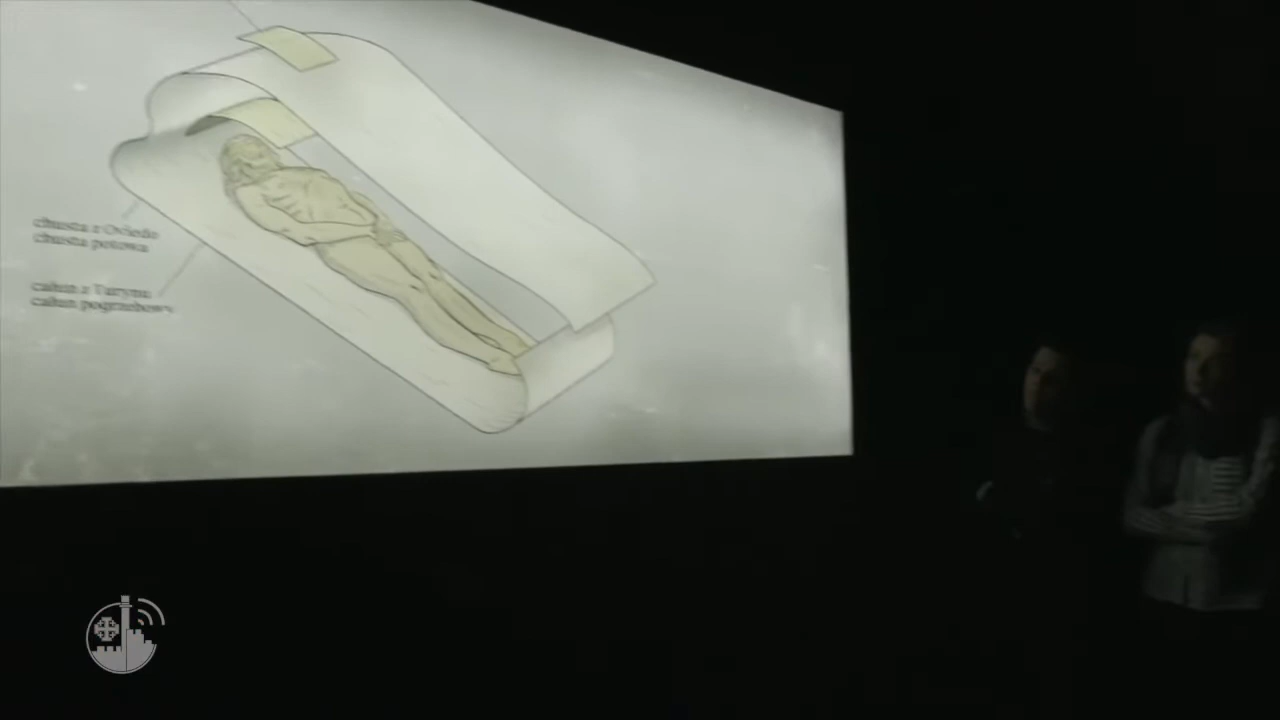 chusta z Oviedo
chusta potowa
całun z Turynu
całun pogrzebowy